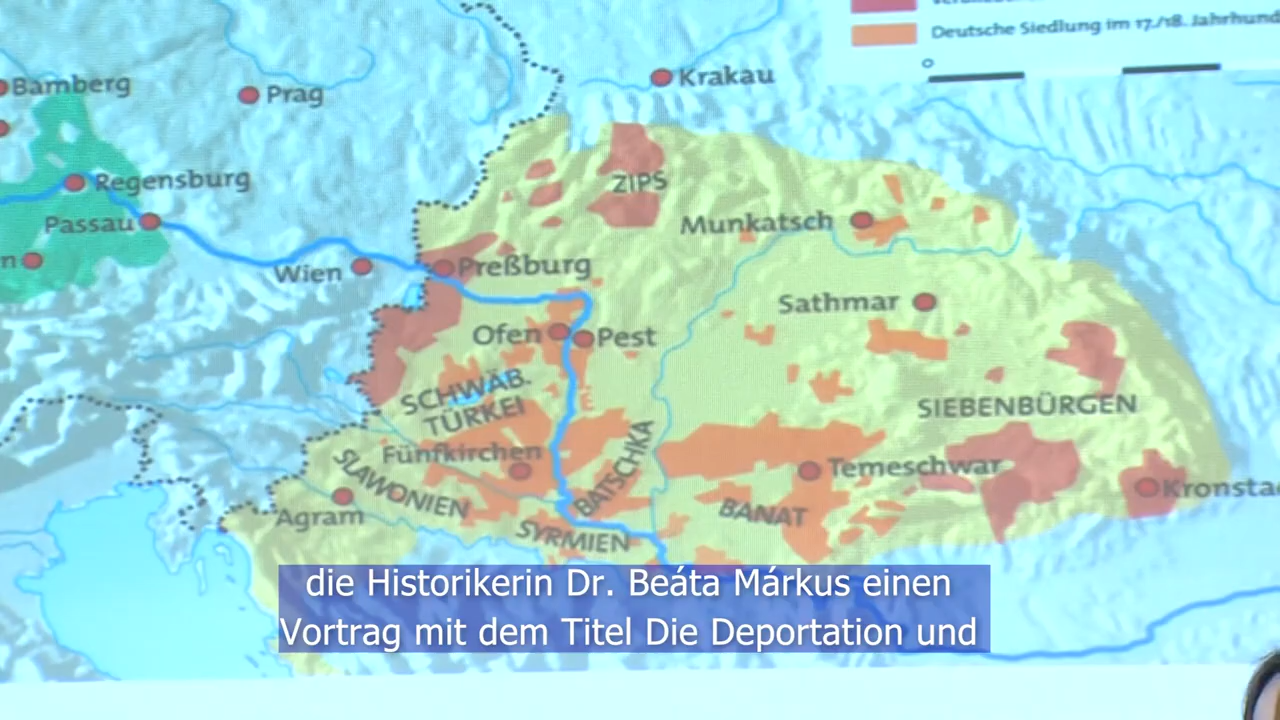 Deutsche Siedlung im 17./18. Jahrhund
0
Krakau
Bamberg
Prag
Regensburg
ZIPS
Passau
Munkatsch
n
Wien
Preßburg
Sathmar
Ofen
Pest
SCHWÄB.
TÜRKEI
SIEBENBÜRGEN
Fünfkirchen
BATSCHKA
Temeschwar
SLAWONIEN
Kronsta
Agram
BANAT
SYRMIEN
die Historikerin Dr. Beáta Márkus einen
Vortrag mit dem Titel Die Deportation und